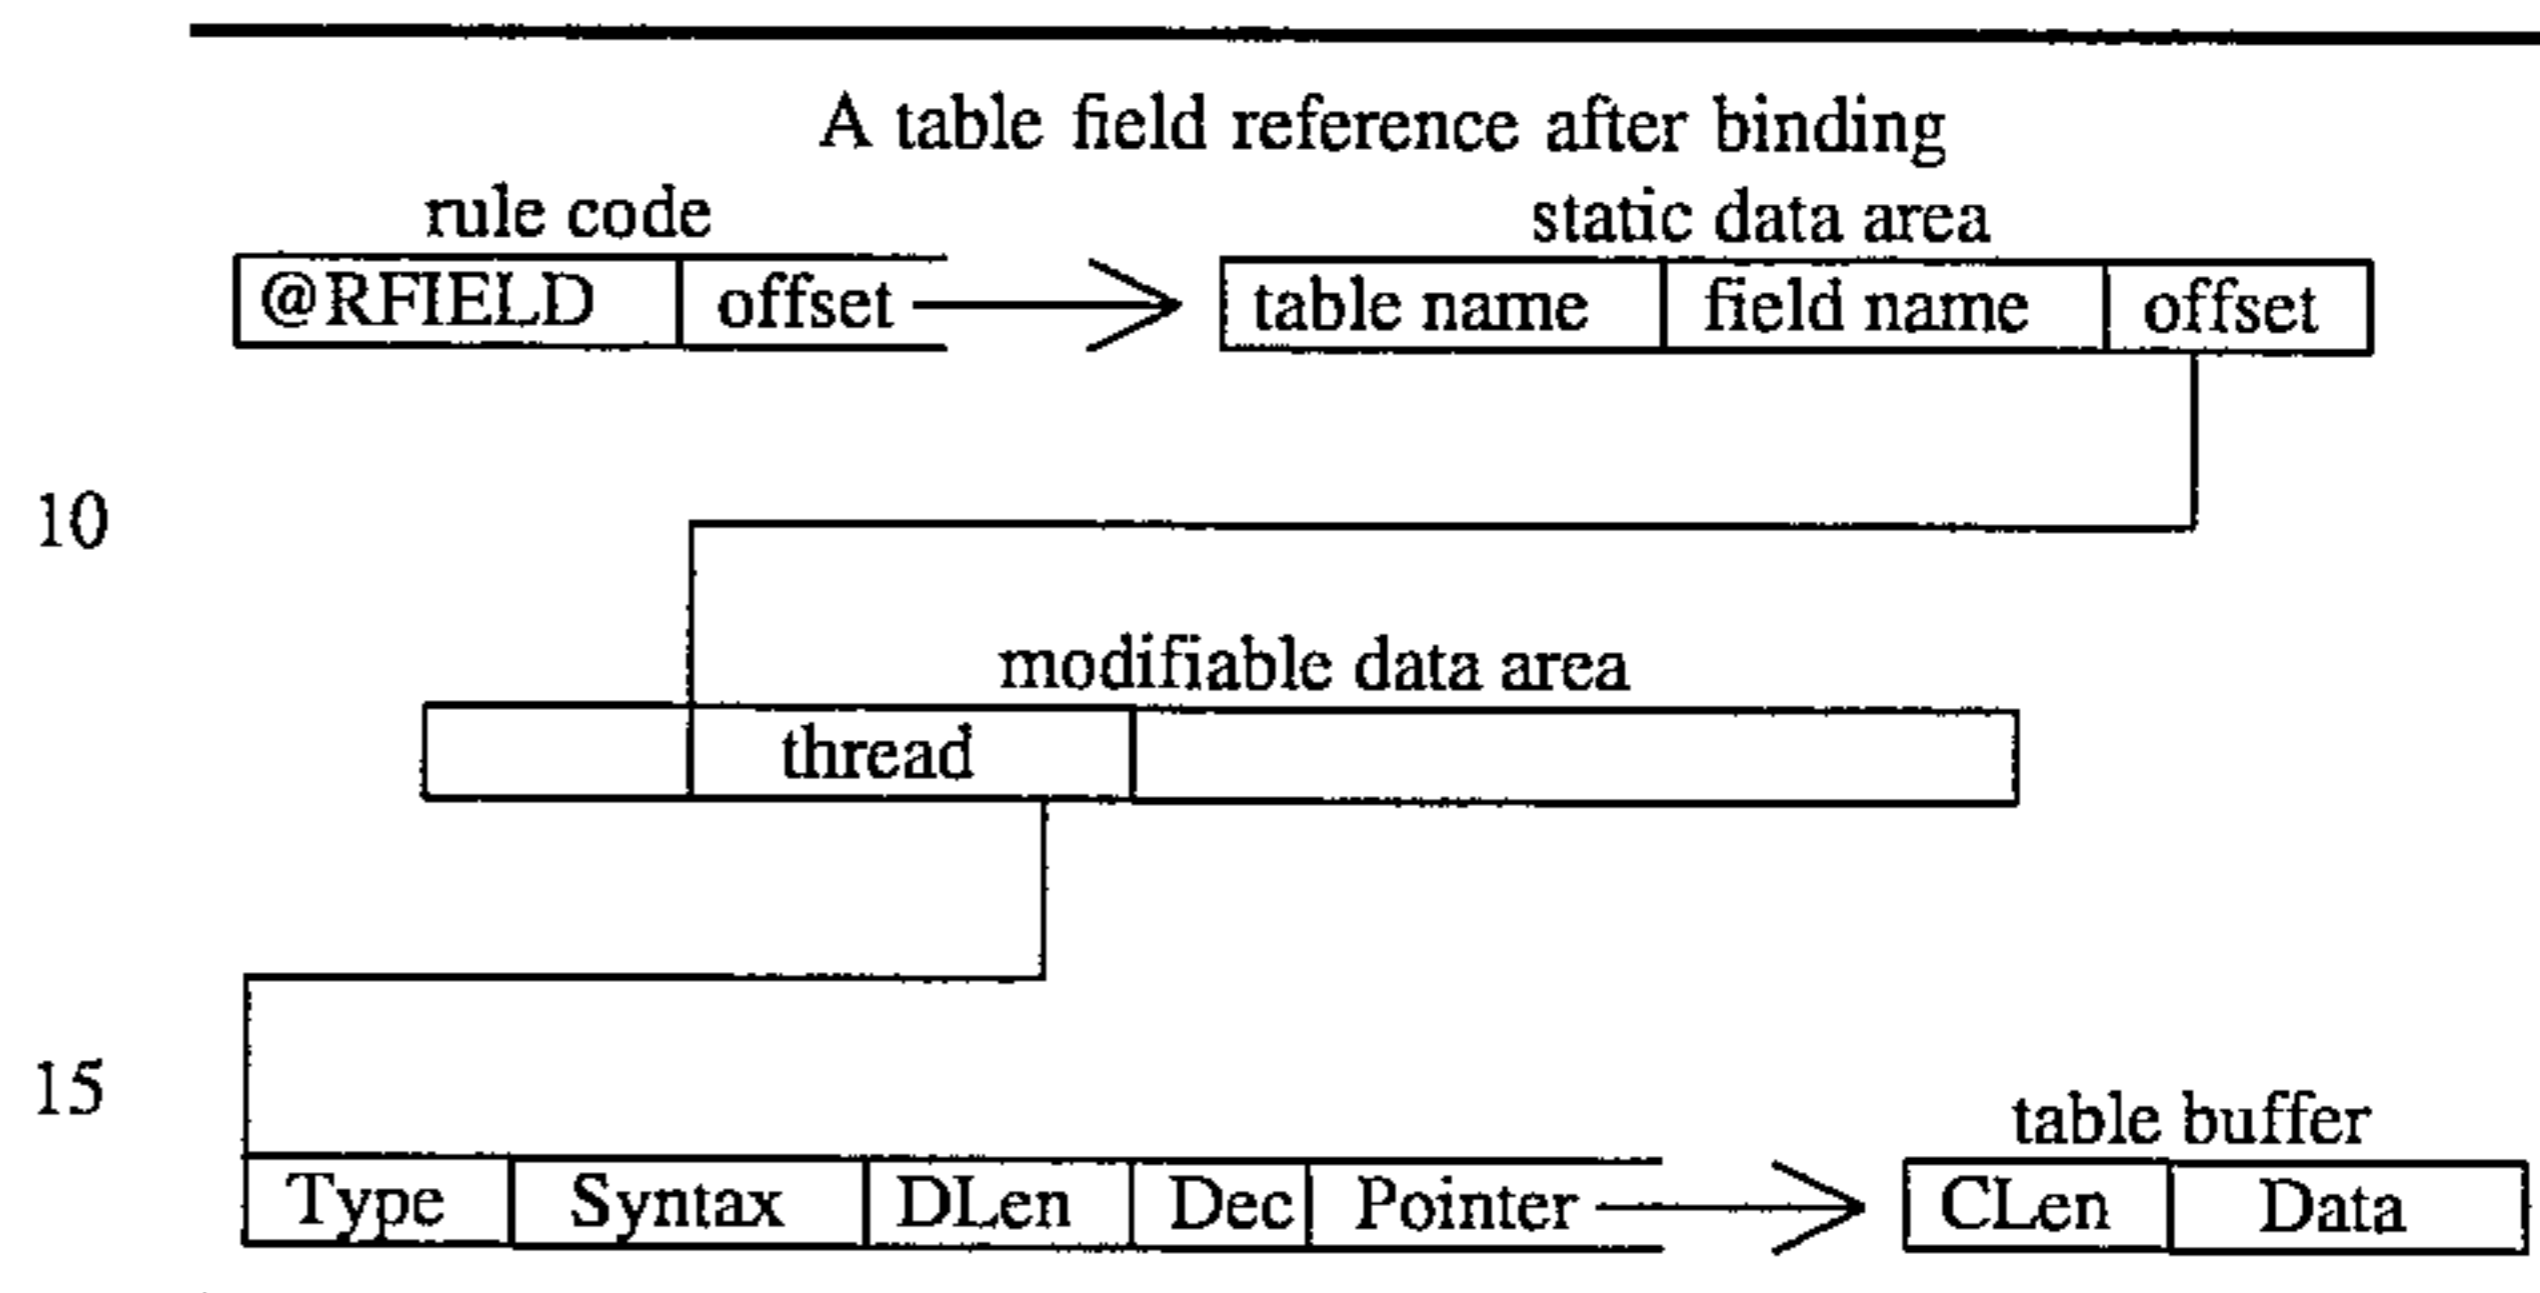 A table field reference after binding
rule code static data area
@RFIELD offset table name field name offset
10
modifiable data area
thread
15
table buffer
Type Syntax DLen Dec Pointer CLen Data